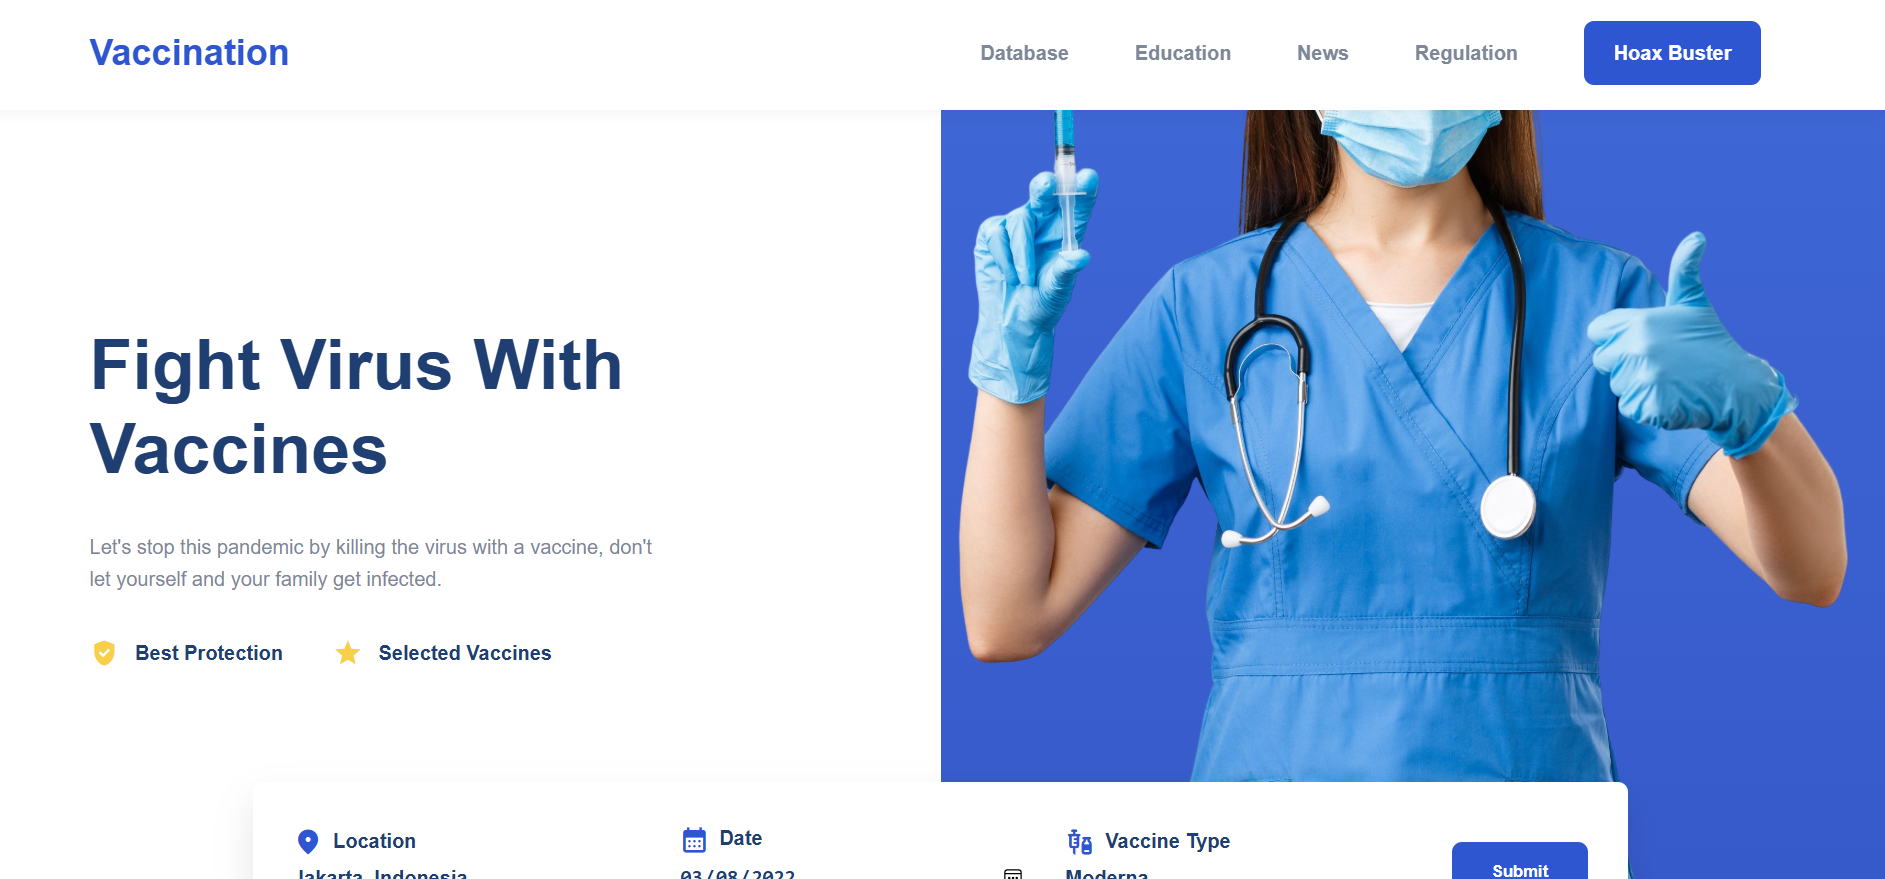 Vaccination
Database
Education
News
Regulation
Hoax Buster
Fight Virus With
Vaccines
Let's stop this pandemic by killing the virus with a vaccine, don't
let yourself and your family get infected.
Best Protection
Selected Vaccines
Location
Date
Vaccine Type
Jakarta, Indonesia
03/08/2022
Moderna
Submit